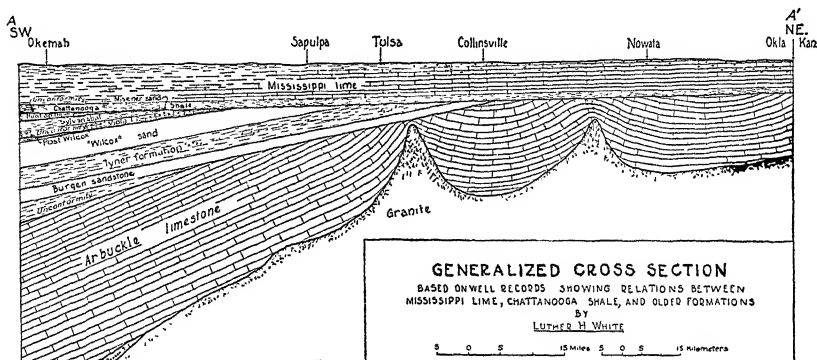 A
SW
A'
NE.
Okemah Sapulpa Tulsa Collinsville Nowata Okla Kan
Mississippi lime
Unconformity Misener sand
Chattanooga Shale
Sylvan shale
"Post Wilcox"
"Wilcox" sand
Tyner formation
Burgen sandstone
Unconformity
Arbuckle limestone
Granite
GENERALIZED CROSS SECTION
BASED ON WELL RECORDS SHOWING RELATIONS BETWEEN
MISSISSIPPI LIME, CHATTANOOGA SHALE, AND OLDER FORMATIONS
BY
LUTHER H WHITE
5 0 5 15 Miles 5 0 5 15 Kilometers